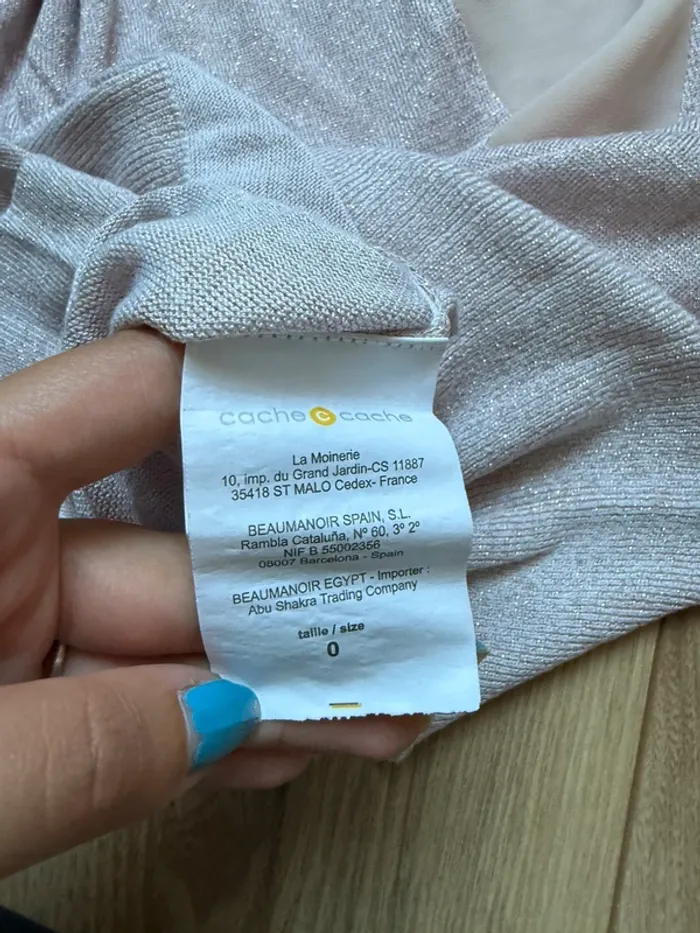 cache c cache
La Moinerie
10, imp. du Grand Jardin-CS 11887
35418 ST MALO Cedex- France
BEAUMANOIR SPAIN, S.L.
Rambla Cataluña, Nº 60, 3º 2º
NIF B 55002356
08007 Barcelona - Spain
BEAUMANOIR EGYPT - Importer :
Abu Shakra Trading Company
taille / size
0